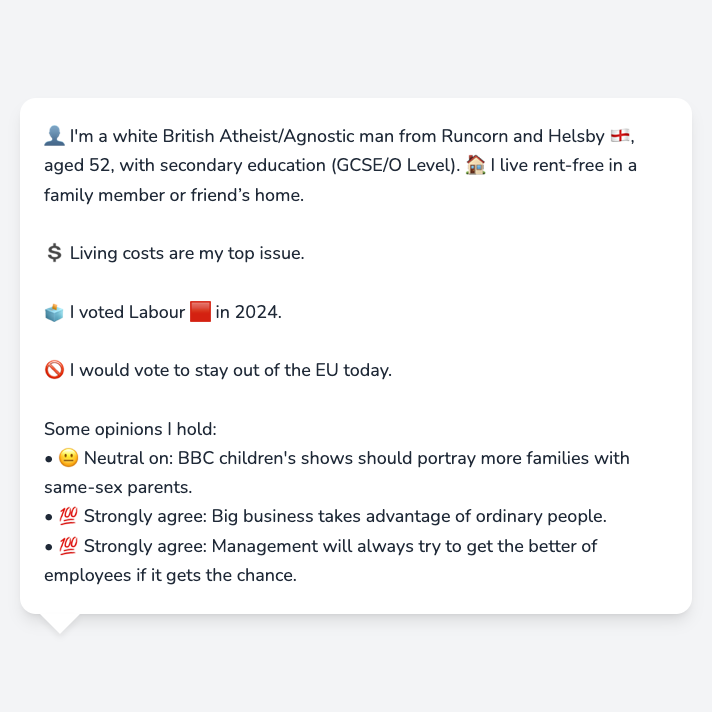 👤 I'm a white British Atheist/Agnostic man from Runcorn and Helsby 🏴󠁧󠁢󠁥󠁮󠁧󠁿,
aged 52, with secondary education (GCSE/O Level). 🏠 I live rent-free in a
family member or friend’s home.
💲 Living costs are my top issue.
🗳️ I voted Labour 🟥 in 2024.
🚫 I would vote to stay out of the EU today.
Some opinions I hold:
• 😐 Neutral on: BBC children's shows should portray more families with
same-sex parents.
• 💯 Strongly agree: Big business takes advantage of ordinary people.
• 💯 Strongly agree: Management will always try to get the better of
employees if it gets the chance.